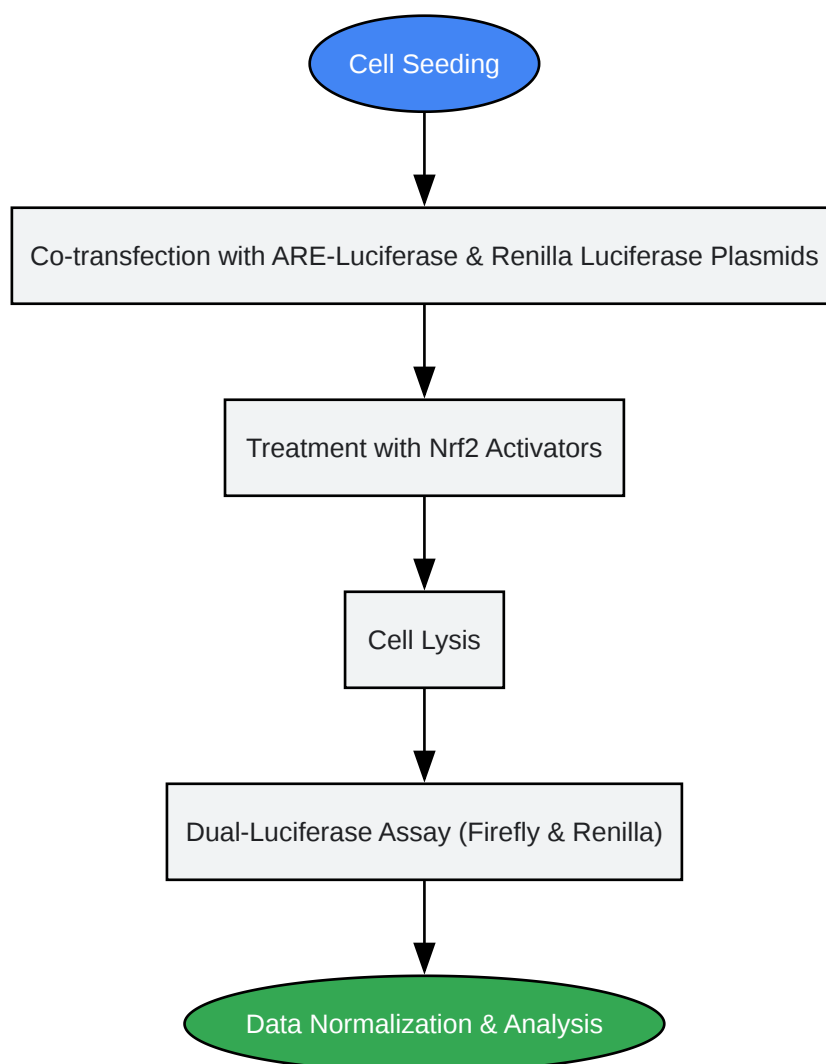 Cell Seeding
Co-transfection with ARE-Luciferase & Renilla Luciferase Plasmids
Treatment with Nrf2 Activators
Cell Lysis
Dual-Luciferase Assay (Firefly & Renilla)
Data Normalization & Analysis